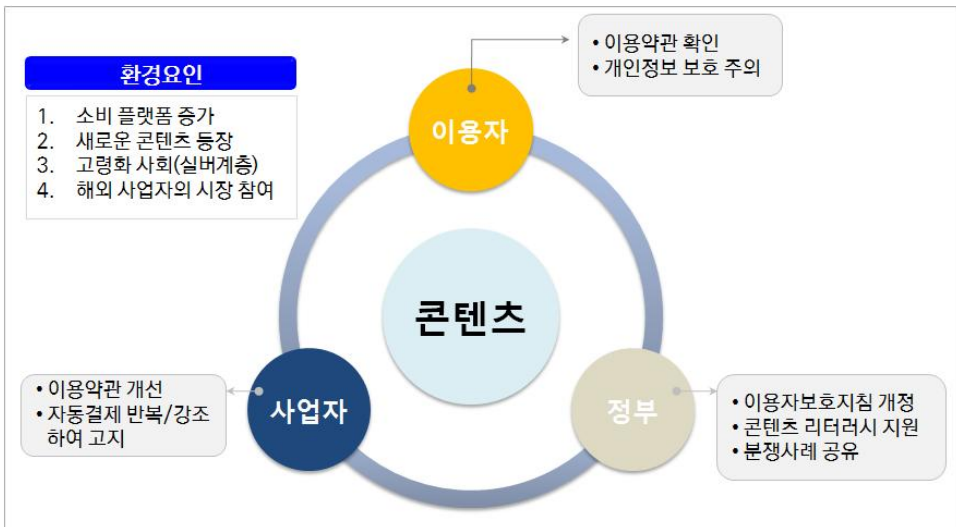 환경요인
1. 소비 플랫폼 증가
2. 새로운 콘텐츠 등장
3. 고령화 사회(실버계층)
4. 해외 사업자의 시장 참여
• 이용약관 확인
• 개인정보 보호 주의
이용자
콘텐츠
• 이용약관 개선
• 자동결제 반복/강조
하여 고지
사업자
정부
• 이용자보호지침 개정
• 콘텐츠 리터러시 지원
• 분쟁사례 공유